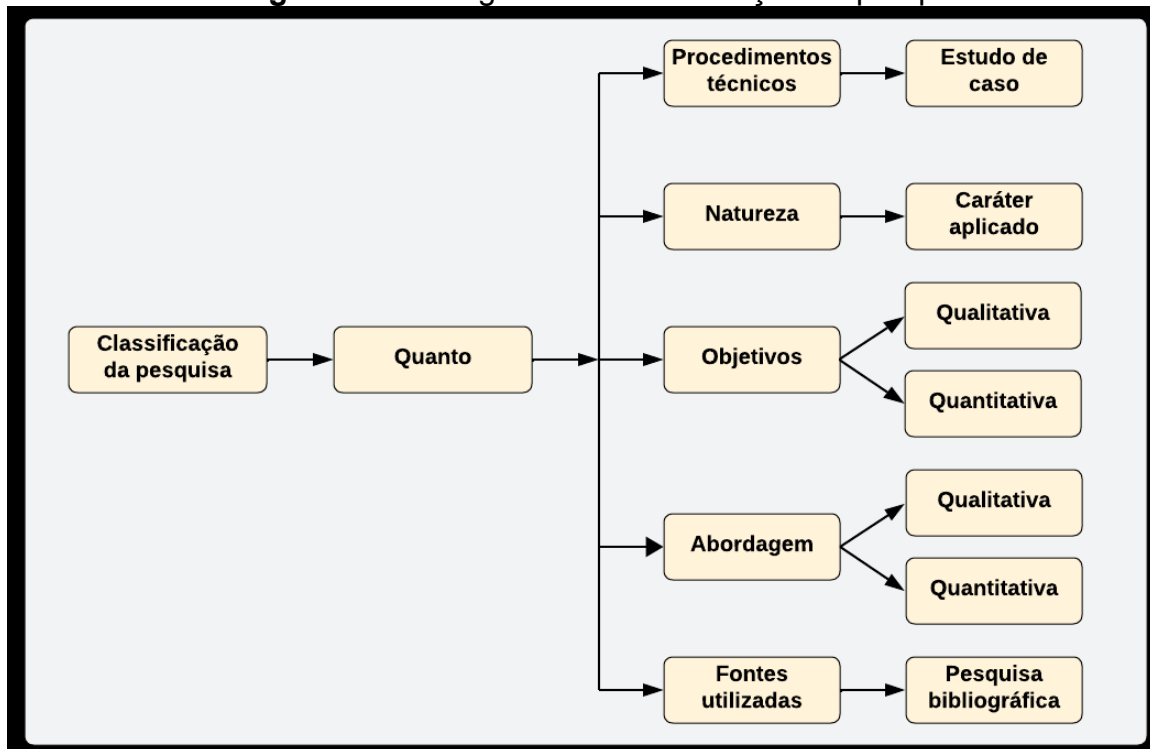 Procedimentos
técnicos
Estudo de
caso
Natureza
Caráter
aplicado
Classificação
da pesquisa
Quanto
Objetivos
Qualitativa
Quantitativa
Abordagem
Qualitativa
Quantitativa
Fontes
utilizadas
Pesquisa
bibliográfica